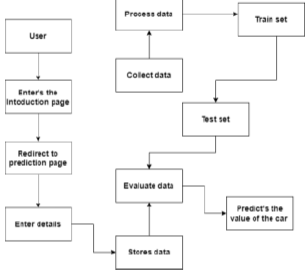 User
Enter's the
Intoduction page
Redirect to
prediction page
Enter details
Process data
Train set
Collect data
Test set
Evaluate data
Predict's the
value of the car
Stores data